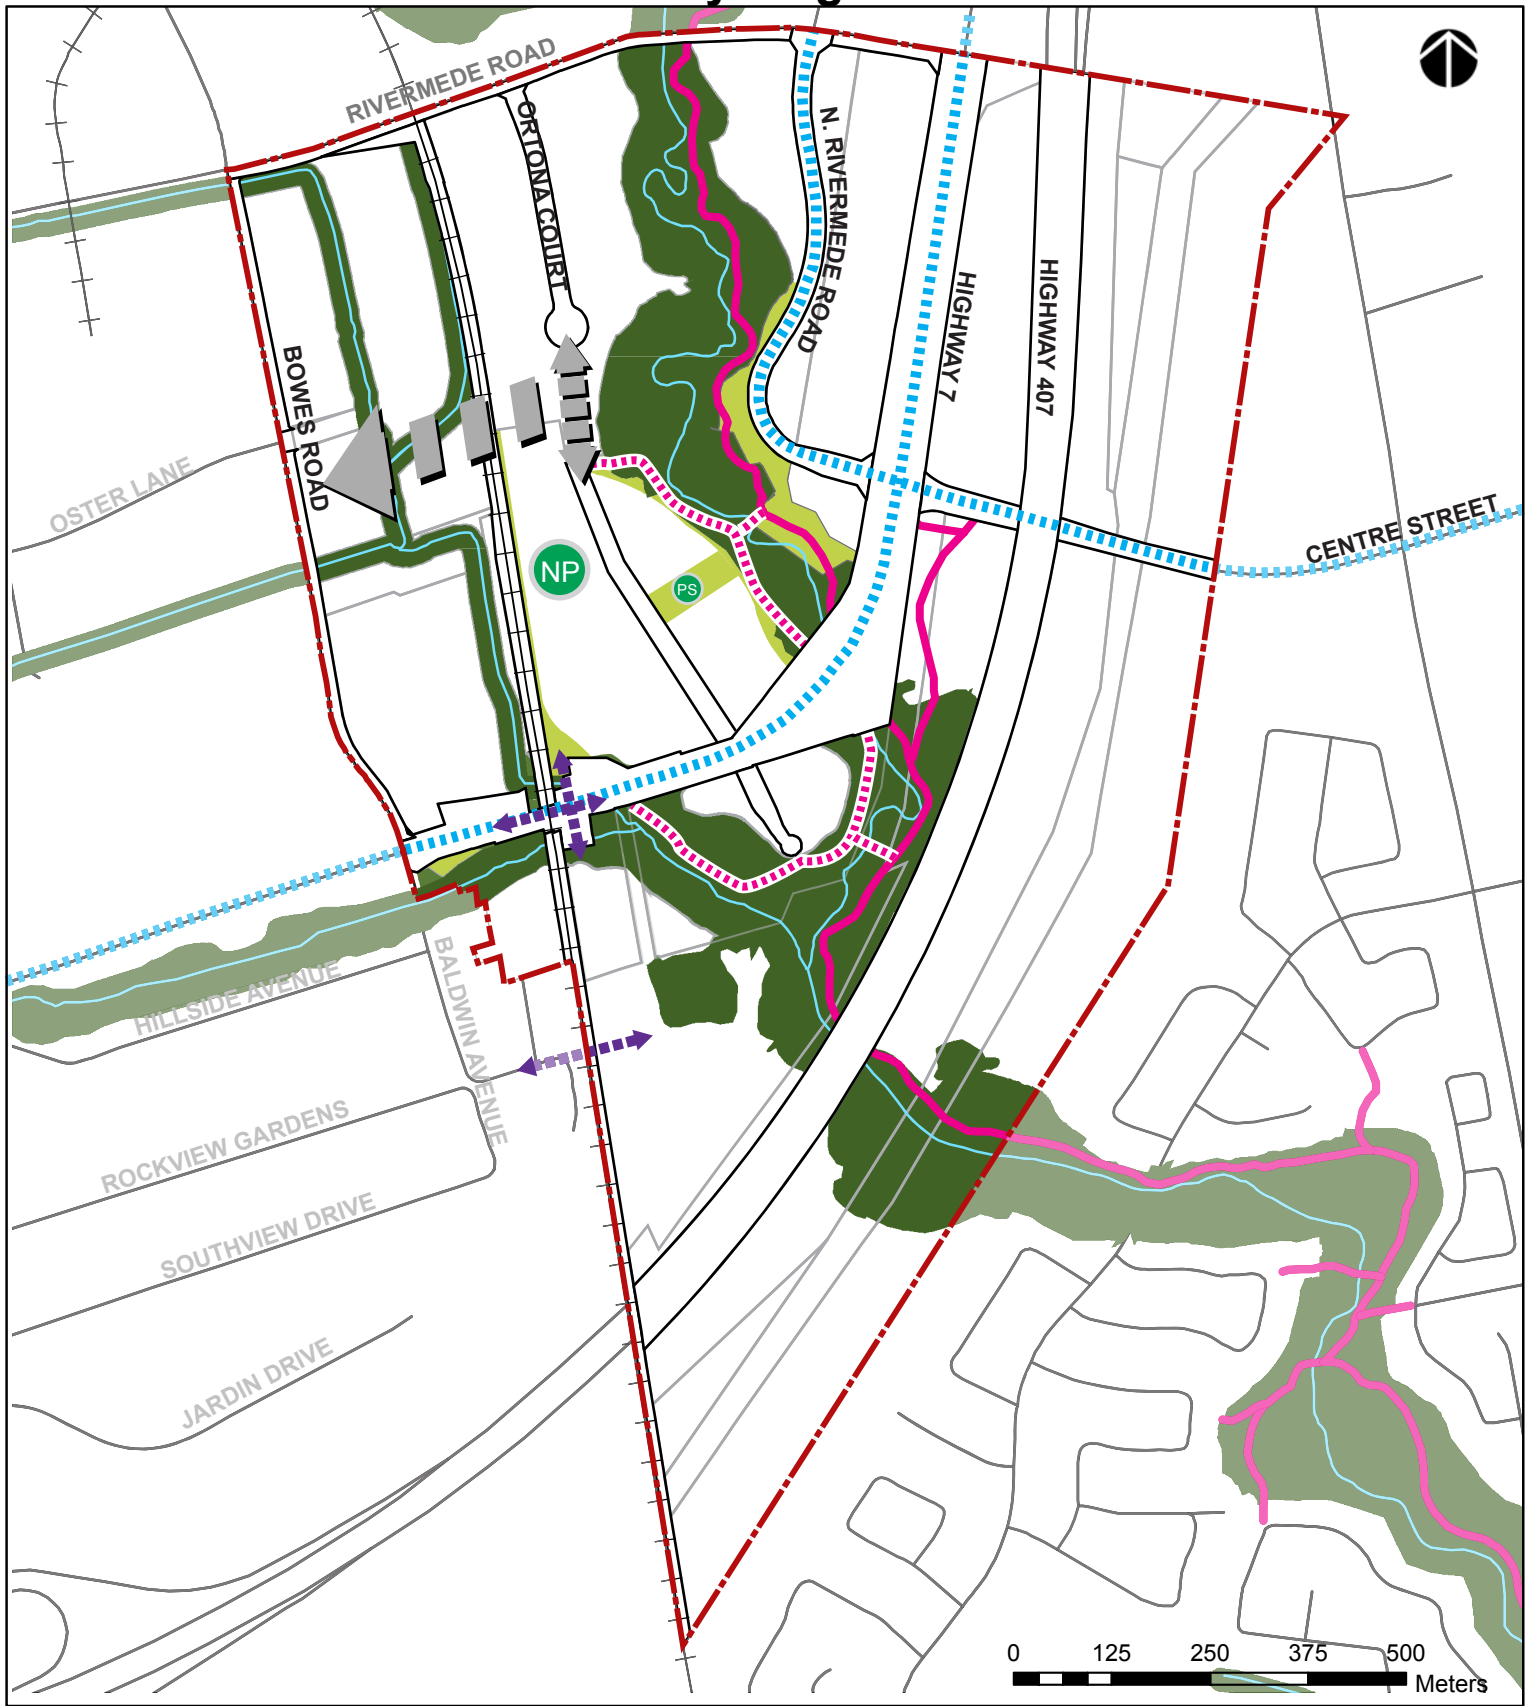 RIVERMEDE ROAD
ORTONA COURT
N. RIVERMEDE ROAD
HIGHWAY 7
HIGHWAY 407
BOWES ROAD
OSTER LANE
CENTRE STREET
NP
PS
HILLSIDE AVENUE
BALDWIN AVENUE
ROCKVIEW GARDENS
SOUTHVIEW DRIVE
JARDIN DRIVE
0 125 250 375 500
Meters